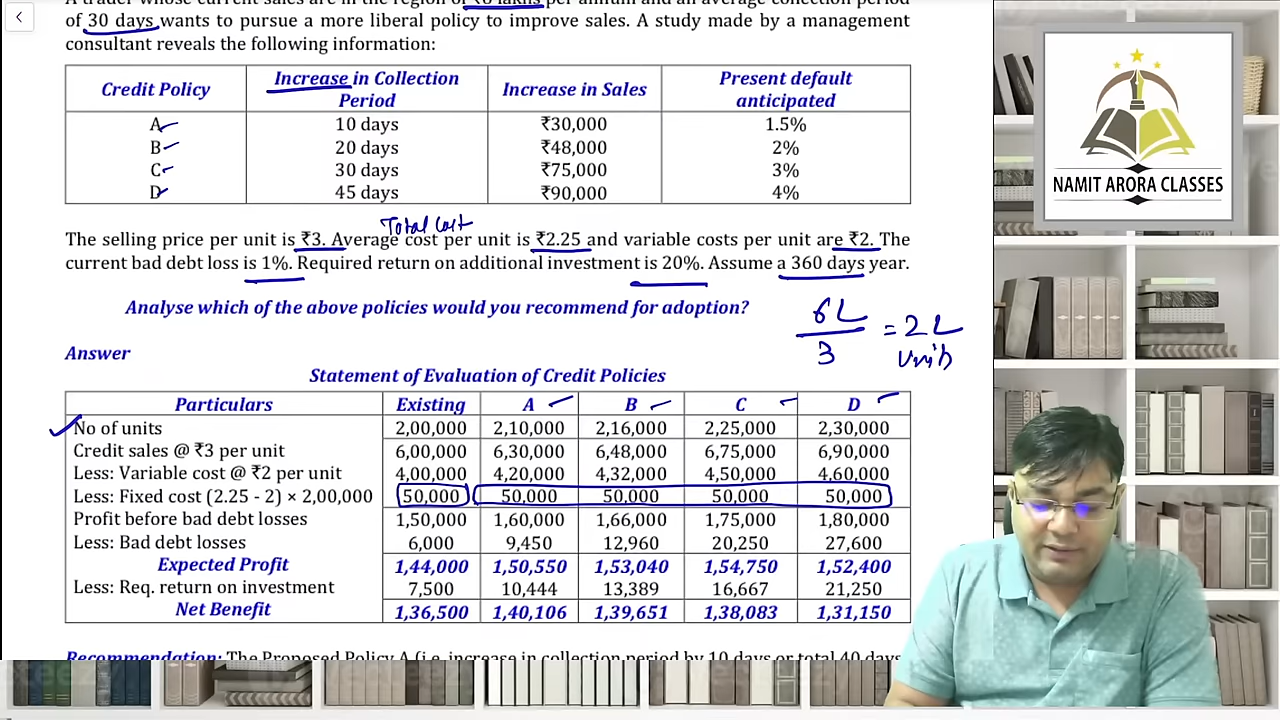 A trader whose current sales are in the region of ₹6 lakhs per annum and an average collection period
of 30 days wants to pursue a more liberal policy to improve sales. A study made by a management
consultant reveals the following information:
Credit Policy Increase in Collection Period Increase in Sales Present default anticipated
A 10 days ₹30,000 1.5%
B 20 days ₹48,000 2%
C 30 days ₹75,000 3%
D 45 days ₹90,000 4%
Total Cost
The selling price per unit is ₹3. Average cost per unit is ₹2.25 and variable costs per unit are ₹2. The
current bad debt loss is 1%. Required return on additional investment is 20%. Assume a 360 days year.
Analyse which of the above policies would you recommend for adoption?
6L
3
= 2L
Units
Answer
Statement of Evaluation of Credit Policies
Particulars Existing A B C D
No of units 2,00,000 2,10,000 2,16,000 2,25,000 2,30,000
Credit sales @ ₹3 per unit 6,00,000 6,30,000 6,48,000 6,75,000 6,90,000
Less: Variable cost @ ₹2 per unit 4,00,000 4,20,000 4,32,000 4,50,000 4,60,000
Less: Fixed cost (2.25 - 2) × 2,00,000 50,000 50,000 50,000 50,000 50,000
Profit before bad debt losses 1,50,000 1,60,000 1,66,000 1,75,000 1,80,000
Less: Bad debt losses 6,000 9,450 12,960 20,250 27,600
Expected Profit 1,44,000 1,50,550 1,53,040 1,54,750 1,52,400
Less: Req. return on investment 7,500 10,444 13,389 16,667 21,250
Net Benefit 1,36,500 1,40,106 1,39,651 1,38,083 1,31,150
Recommendation: The Proposed Policy A (i.e. increase in collection period by 10 days or total 40 days
NAMIT ARORA CLASSES